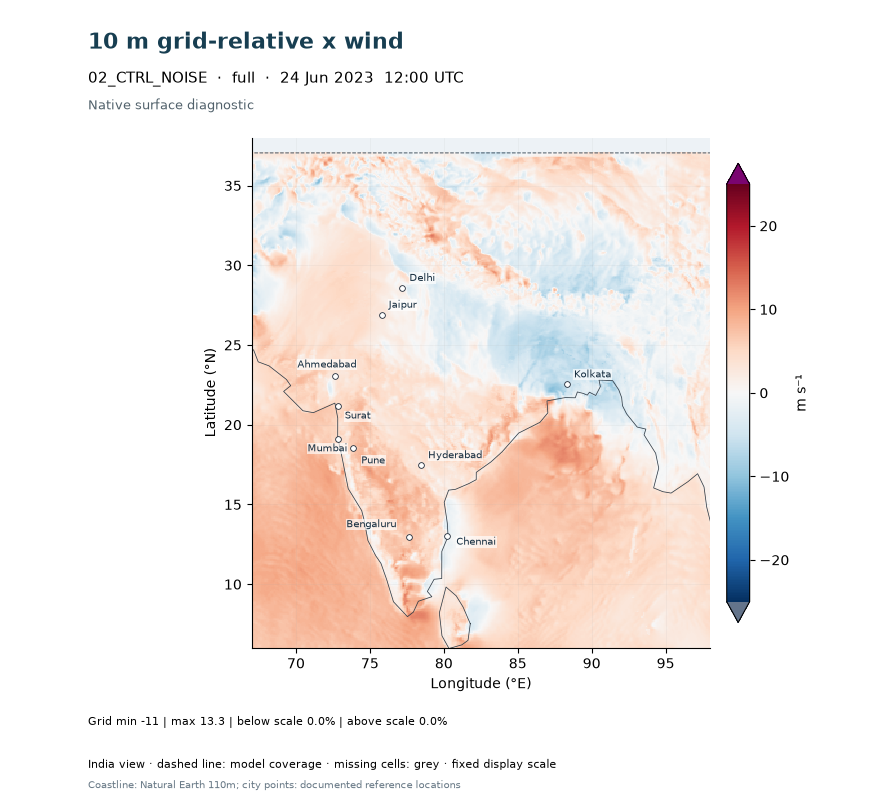 10 m grid-relative x wind
02_CTRL_NOISE · full · 24 Jun 2023 12:00 UTC
Native surface diagnostic
35
30
25
20
15
10
Latitude (°N)
Delhi
Jaipur
Ahmedabad
Kolkata
Surat
Mumbai
Pune
Hyderabad
Bengaluru
Chennai
70
75
80
85
90
95
Longitude (°E)
20
10
0
−10
−20
m s⁻¹
Grid min -11 | max 13.3 | below scale 0.0% | above scale 0.0%
India view · dashed line: model coverage · missing cells: grey · fixed display scale
Coastline: Natural Earth 110m; city points: documented reference locations